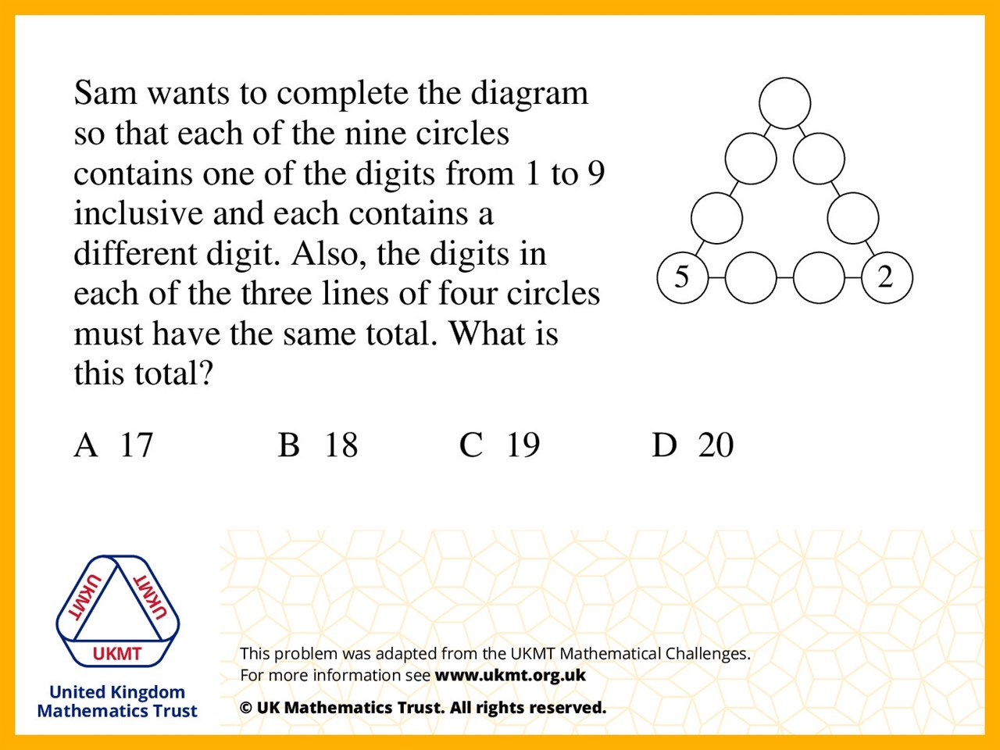 Sam wants to complete the diagram
so that each of the nine circles
contains one of the digits from 1 to 9
inclusive and each contains a
different digit. Also, the digits in
each of the three lines of four circles
must have the same total. What is
this total?
5 2
A 17 B 18 C 19 D 20
UKMT
UKMT
UKMT
United Kingdom
Mathematics Trust
This problem was adapted from the UKMT Mathematical Challenges.
For more information see www.ukmt.org.uk
© UK Mathematics Trust. All rights reserved.